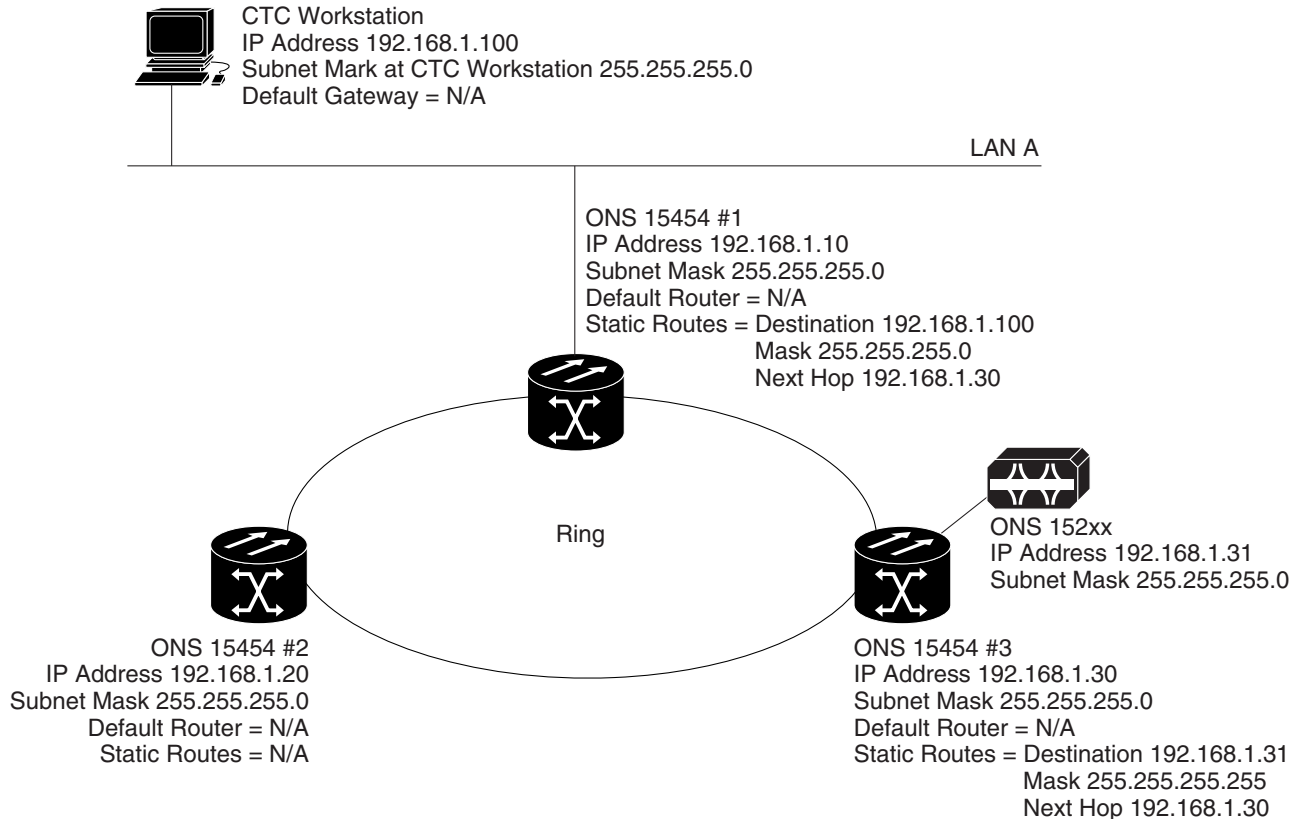 CTC Workstation
IP Address 192.168.1.100
Subnet Mark at CTC Workstation 255.255.255.0
Default Gateway = N/A
LAN A
ONS 15454 #1
IP Address 192.168.1.10
Subnet Mask 255.255.255.0
Default Router = N/A
Static Routes = Destination 192.168.1.100
Mask 255.255.255.0
Next Hop 192.168.1.30
Ring
ONS 152xx
IP Address 192.168.1.31
Subnet Mask 255.255.255.0
ONS 15454 #2
IP Address 192.168.1.20
Subnet Mask 255.255.255.0
Default Router = N/A
Static Routes = N/A
ONS 15454 #3
IP Address 192.168.1.30
Subnet Mask 255.255.255.0
Default Router = N/A
Static Routes = Destination 192.168.1.31
Mask 255.255.255.255
Next Hop 192.168.1.30